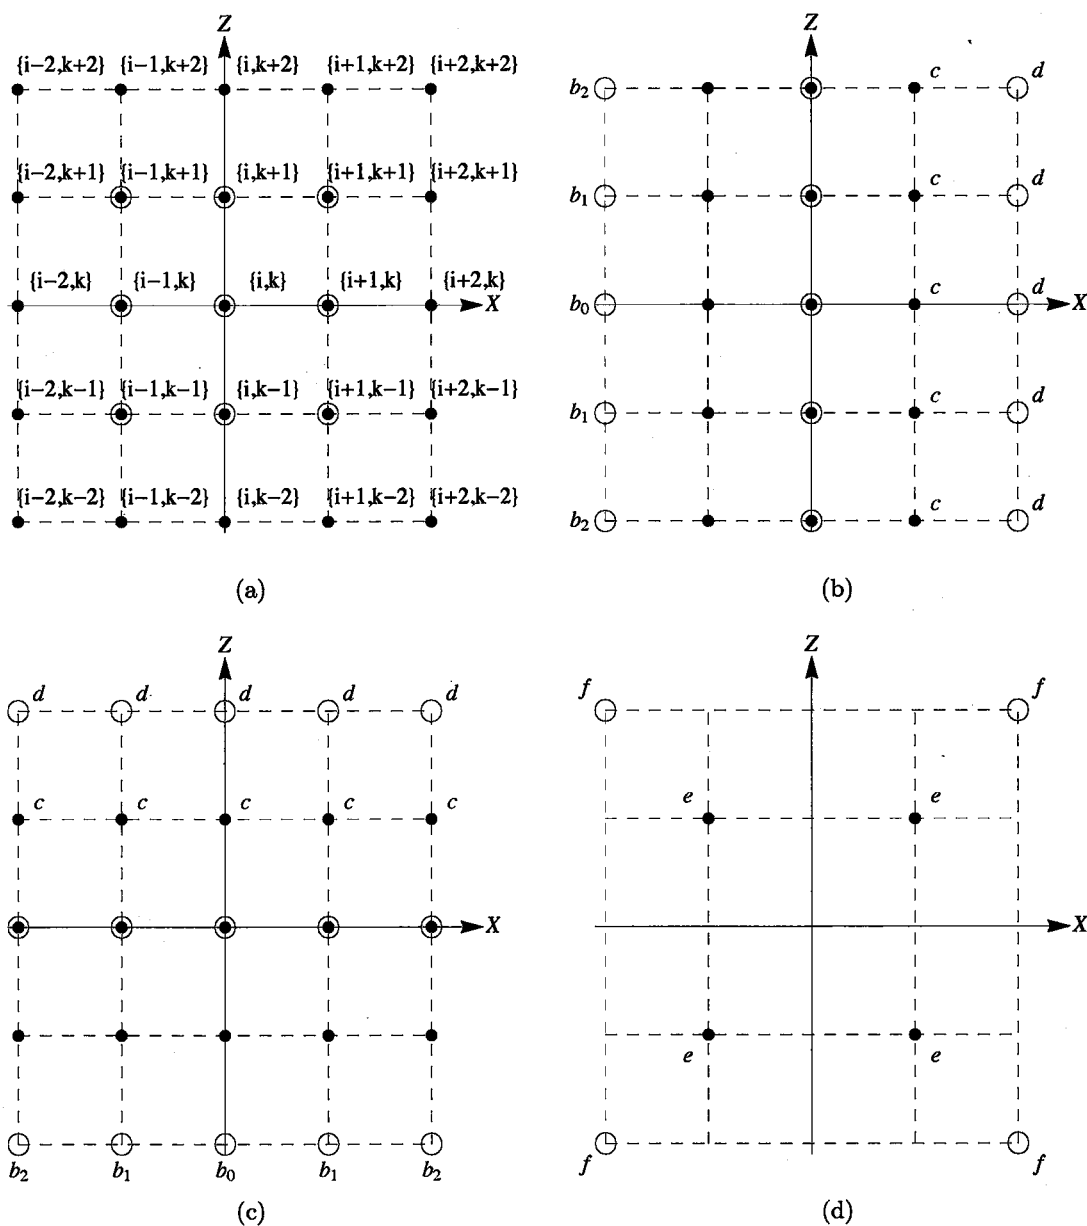 Z
{i−2,k+2} {i−1,k+2} {i,k+2} {i+1,k+2} {i+2,k+2}
{i−2,k+1} {i−1,k+1} {i,k+1} {i+1,k+1} {i+2,k+1}
{i−2,k} {i−1,k} {i,k} {i+1,k} {i+2,k}
X
{i−2,k−1} {i−1,k−1} {i,k−1} {i+1,k−1} {i+2,k−1}
{i−2,k−2} {i−1,k−2} {i,k−2} {i+1,k−2} {i+2,k−2}
(a)
Z
b2 c d
b1 c d
b0 c d X
b1 c d
b2 c d
(b)
Z
d d d d d
c c c c c
X
b2 b1 b0 b1 b2
(c)
Z
f f
e e
X
e e
f f
(d)